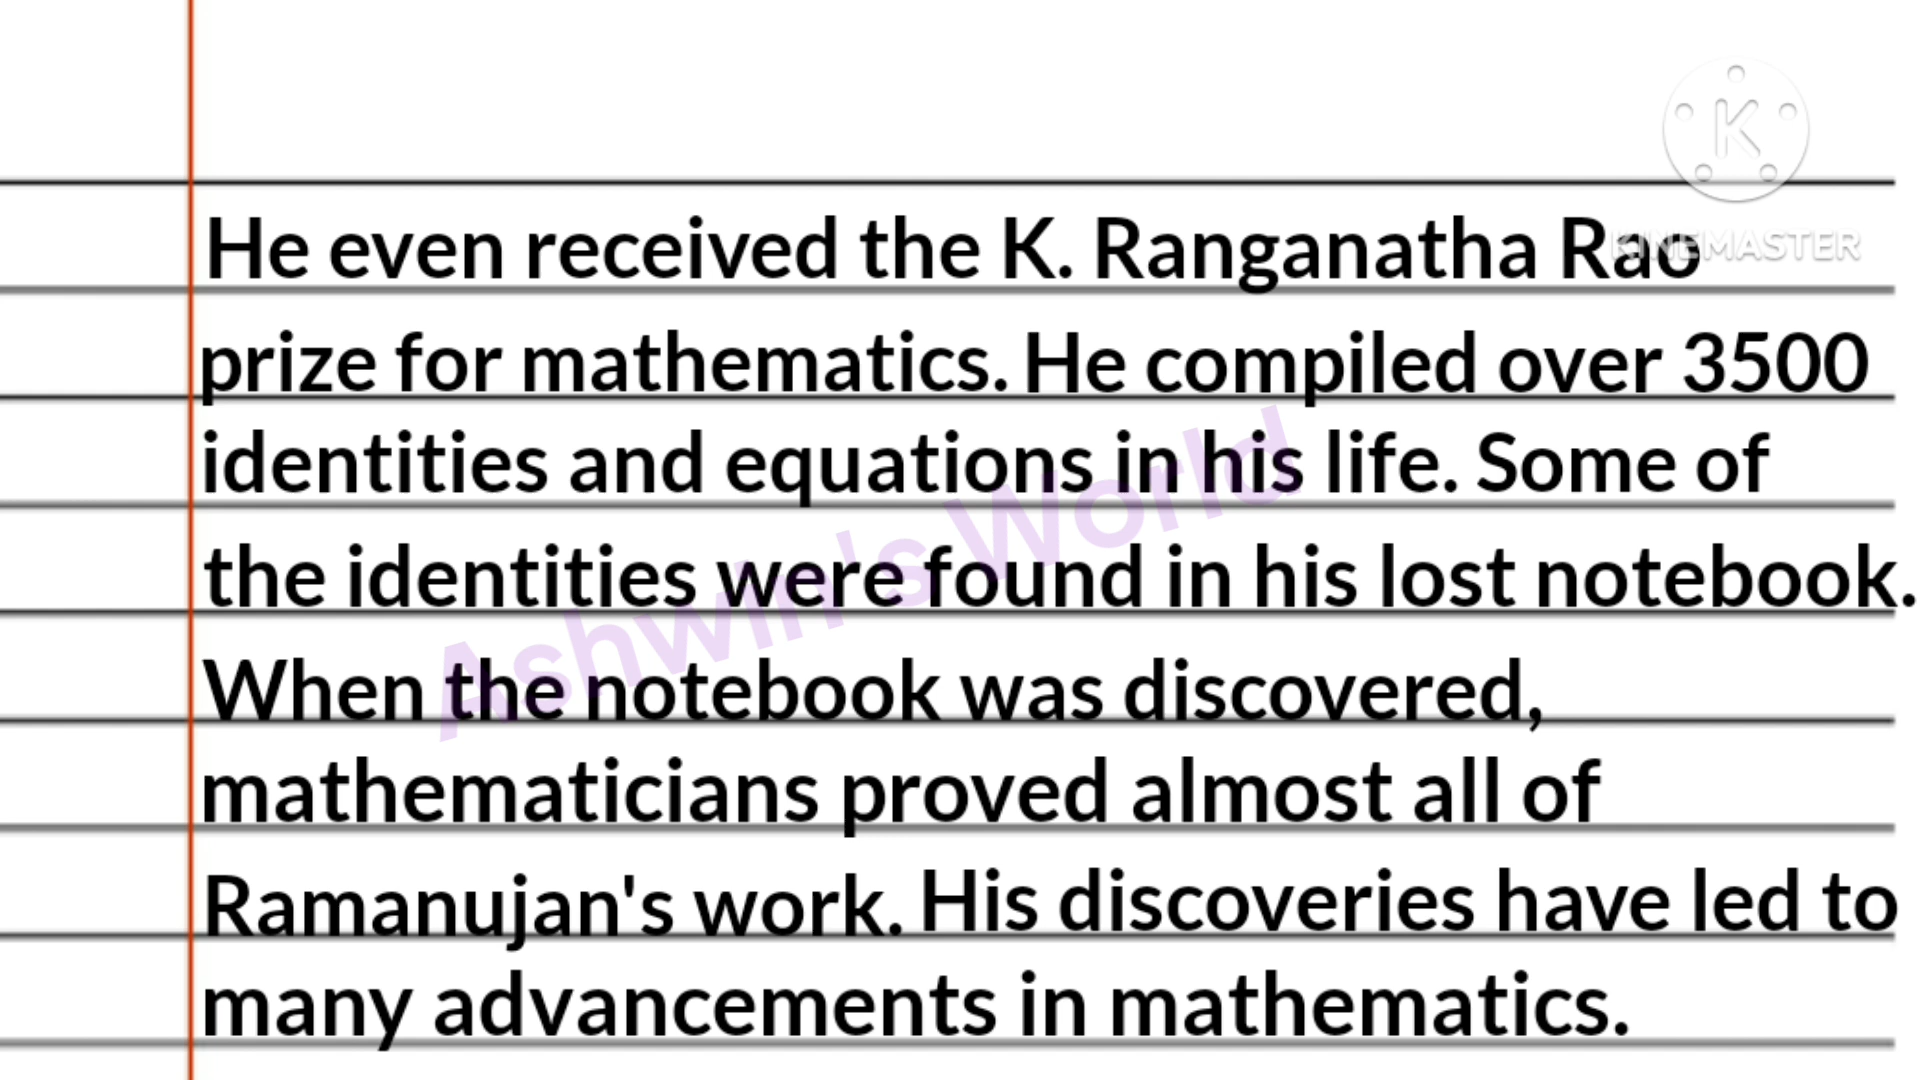 K
KINEMASTER
He even received the K. Ranganatha Rao
prize for mathematics. He compiled over 3500
identities and equations in his life. Some of
the identities were found in his lost notebook.
When the notebook was discovered,
mathematicians proved almost all of
Ramanujan's work. His discoveries have led to
many advancements in mathematics.
Ashwin's World